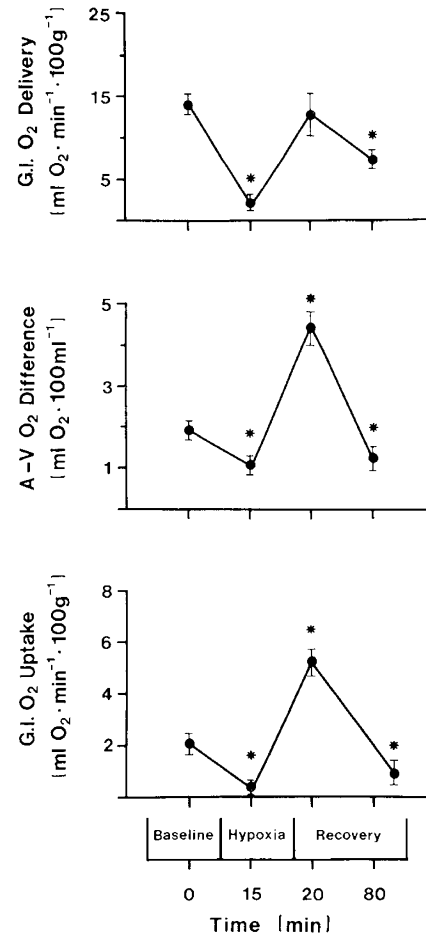 G.I. O₂ Delivery
[ml O₂ · min⁻¹ · 100g⁻¹]
15
5
*
*
A–V O₂ Difference
[ml O₂ · 100ml⁻¹]
5
3
1
*
*
*
G.I. O₂ Uptake
[ml O₂ · min⁻¹ · 100g⁻¹]
8
6
4
2
*
*
*
Baseline Hypoxia Recovery
0 15 20 80
Time [min]